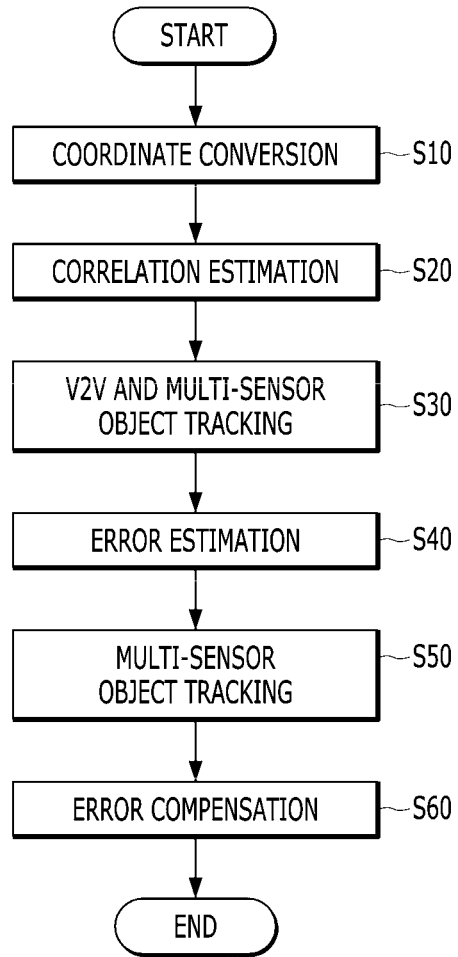 START
COORDINATE CONVERSION
S10
CORRELATION ESTIMATION
S20
V2V AND MULTI-SENSOR
OBJECT TRACKING
S30
ERROR ESTIMATION
S40
MULTI-SENSOR
OBJECT TRACKING
S50
ERROR COMPENSATION
S60
END